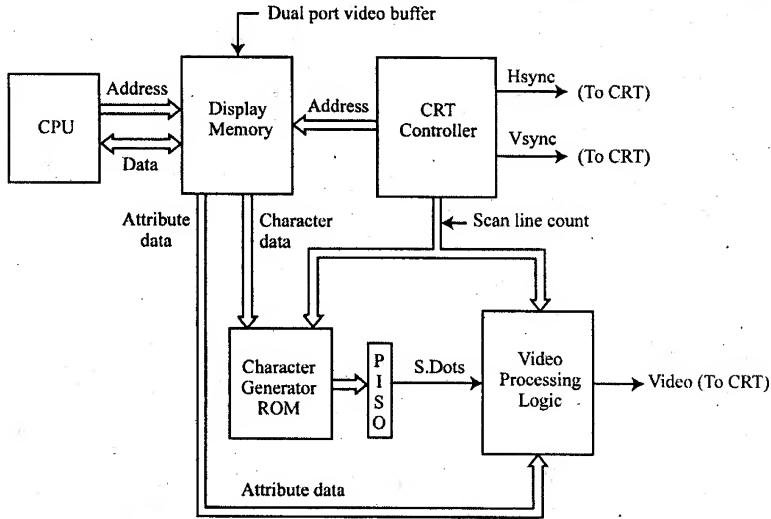 Dual port video buffer
CPU
Address
Data
Display
Memory
Address
CRT
Controller
Hsync
(To CRT)
Vsync
(To CRT)
Attribute
data
Character
data
Scan line count
Character
Generator
ROM
P
I
S
O
S.Dots
Video
Processing
Logic
Video (To CRT)
Attribute data